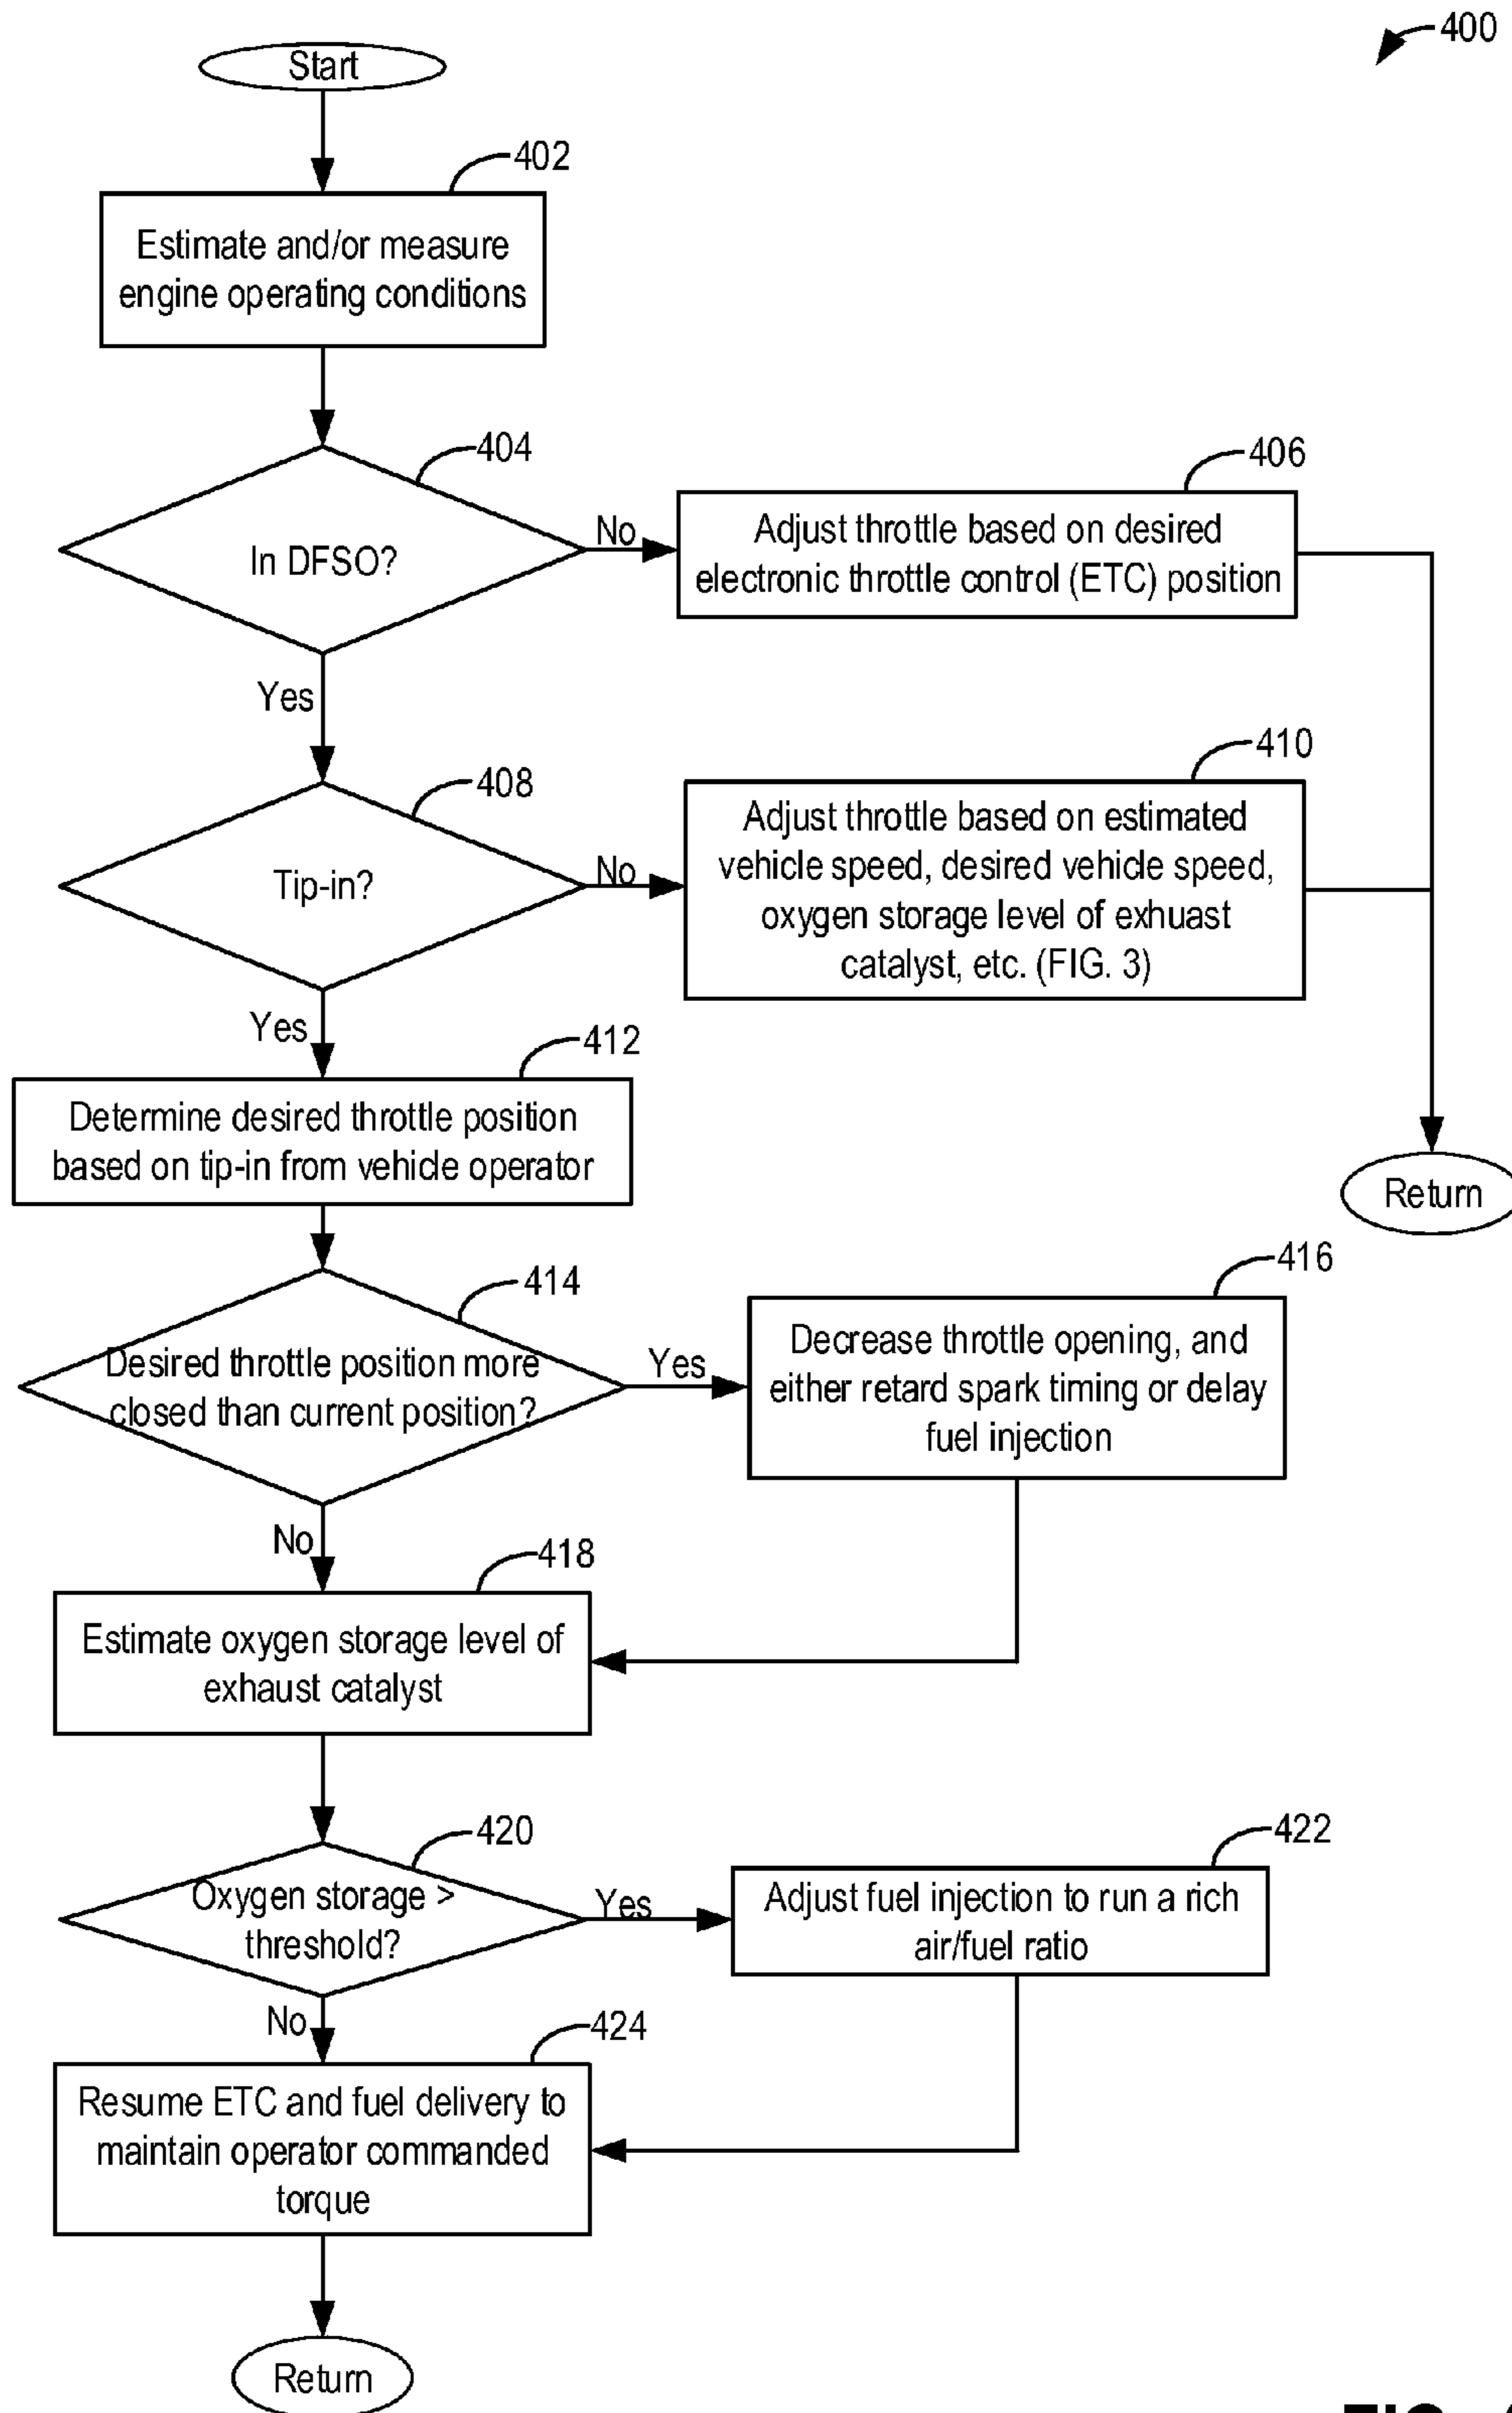 400
Start
402
Estimate and/or measure
engine operating conditions
404
In DFSO?
No
406
Adjust throttle based on desired
electronic throttle control (ETC) position
Yes
408
Tip-in?
No
410
Adjust throttle based on estimated
vehicle speed, desired vehicle speed,
oxygen storage level of exhuast
catalyst, etc. (FIG. 3)
Yes
412
Determine desired throttle position
based on tip-in from vehicle operator
Return
414
Desired throttle position more
closed than current position?
Yes
416
Decrease throttle opening, and
either retard spark timing or delay
fuel injection
No
418
Estimate oxygen storage level of
exhaust catalyst
420
Oxygen storage >
threshold?
Yes
422
Adjust fuel injection to run a rich
air/fuel ratio
No
424
Resume ETC and fuel delivery to
maintain operator commanded
torque
Return